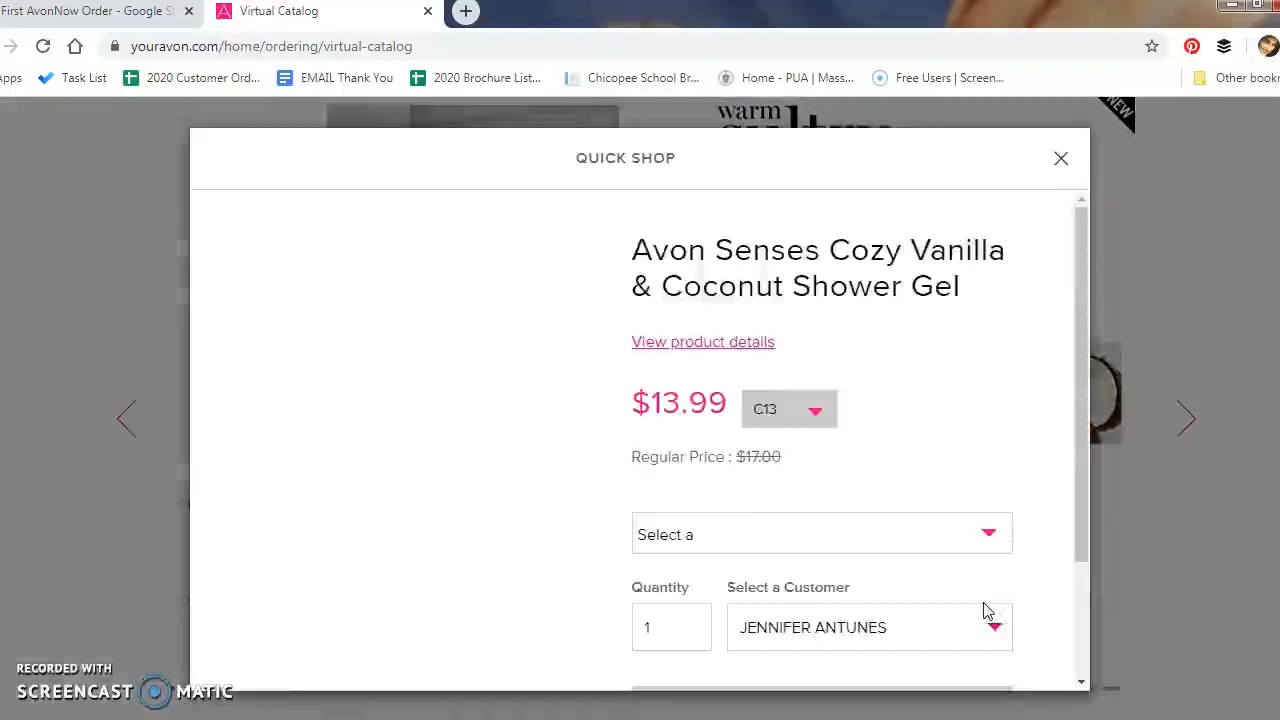 First AvonNow Order - Google S
Virtual Catalog
youravon.com/home/ordering/virtual-catalog
Apps
Task List
2020 Customer Ord...
EMAIL Thank You
2020 Brochure List...
Chicopee School Br...
Home - PUA | Mass...
Free Users | Screen...
Other book
warm
NEW
QUICK SHOP
Avon Senses Cozy Vanilla
& Coconut Shower Gel
View product details
$13.99
C13
Regular Price : $17.00
Select a
Quantity
Select a Customer
1
JENNIFER ANTUNES
RECORDED WITH
SCREENCAST MATIC